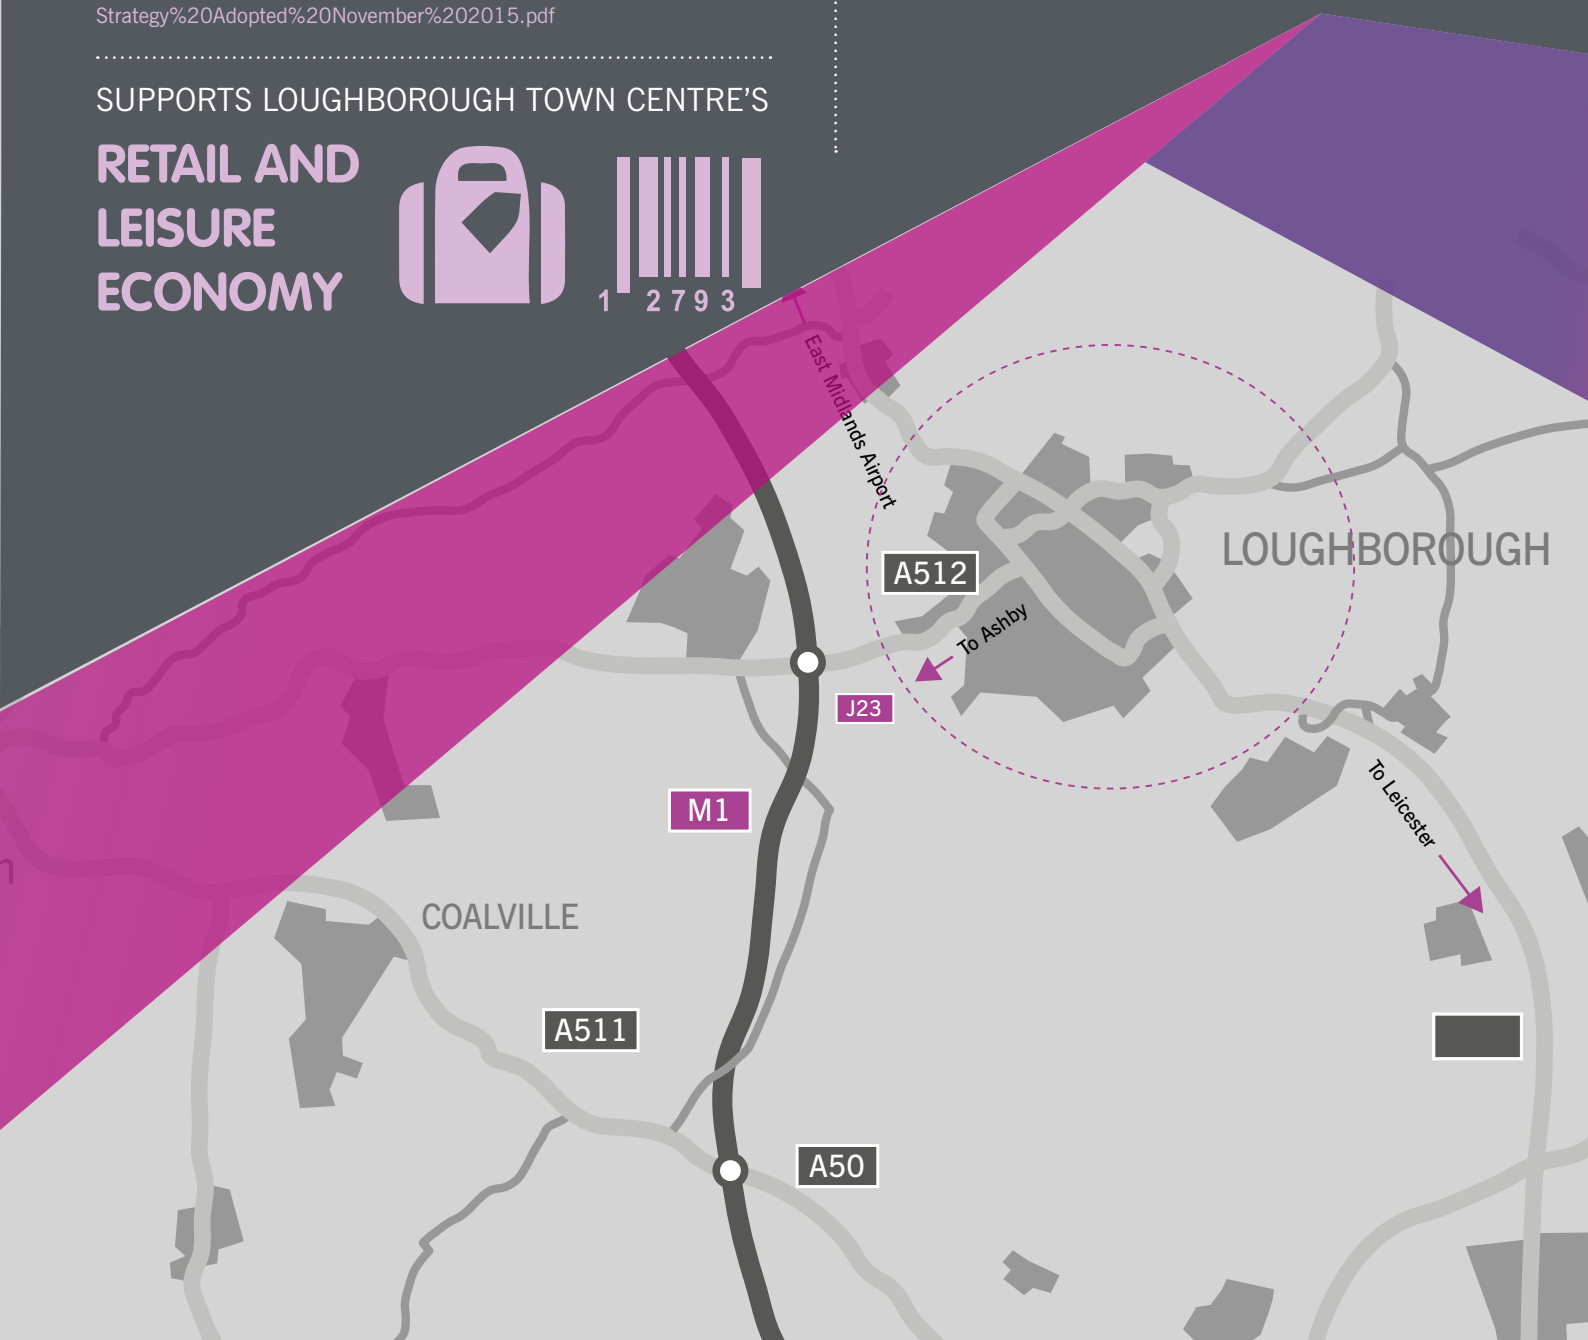 Strategy%20Adopted%20November%202015.pdf
SUPPORTS LOUGHBOROUGH TOWN CENTRE'S
RETAIL AND
LEISURE
ECONOMY
1 2793
East Midlands Airport
A512
LOUGHBOROUGH
To Ashby
J23
M1
To Leicester
COALVILLE
A511
A50